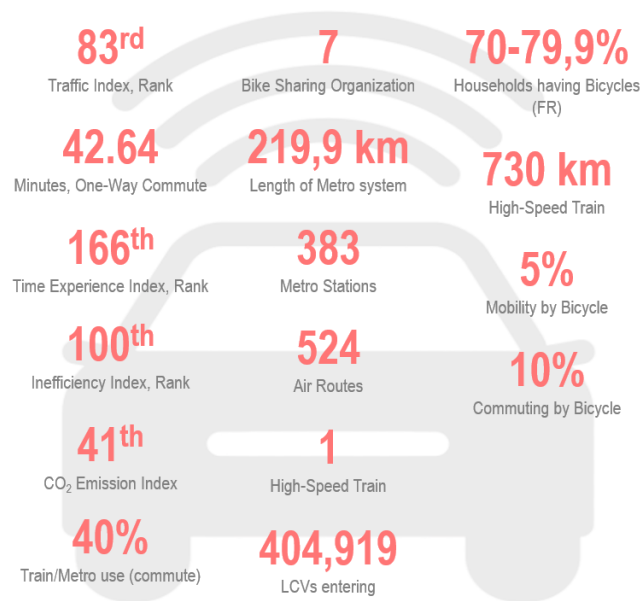 83rd
Traffic Index, Rank
7
Bike Sharing Organization
70-79,9%
Households having Bicycles
(FR)
42.64
Minutes, One-Way Commute
219,9 km
Length of Metro system
730 km
High-Speed Train
166th
Time Experience Index, Rank
383
Metro Stations
5%
Mobility by Bicycle
100th
Inefficiency Index, Rank
524
Air Routes
10%
Commuting by Bicycle
41th
CO₂ Emission Index
1
High-Speed Train
40%
Train/Metro use (commute)
404,919
LCVs entering